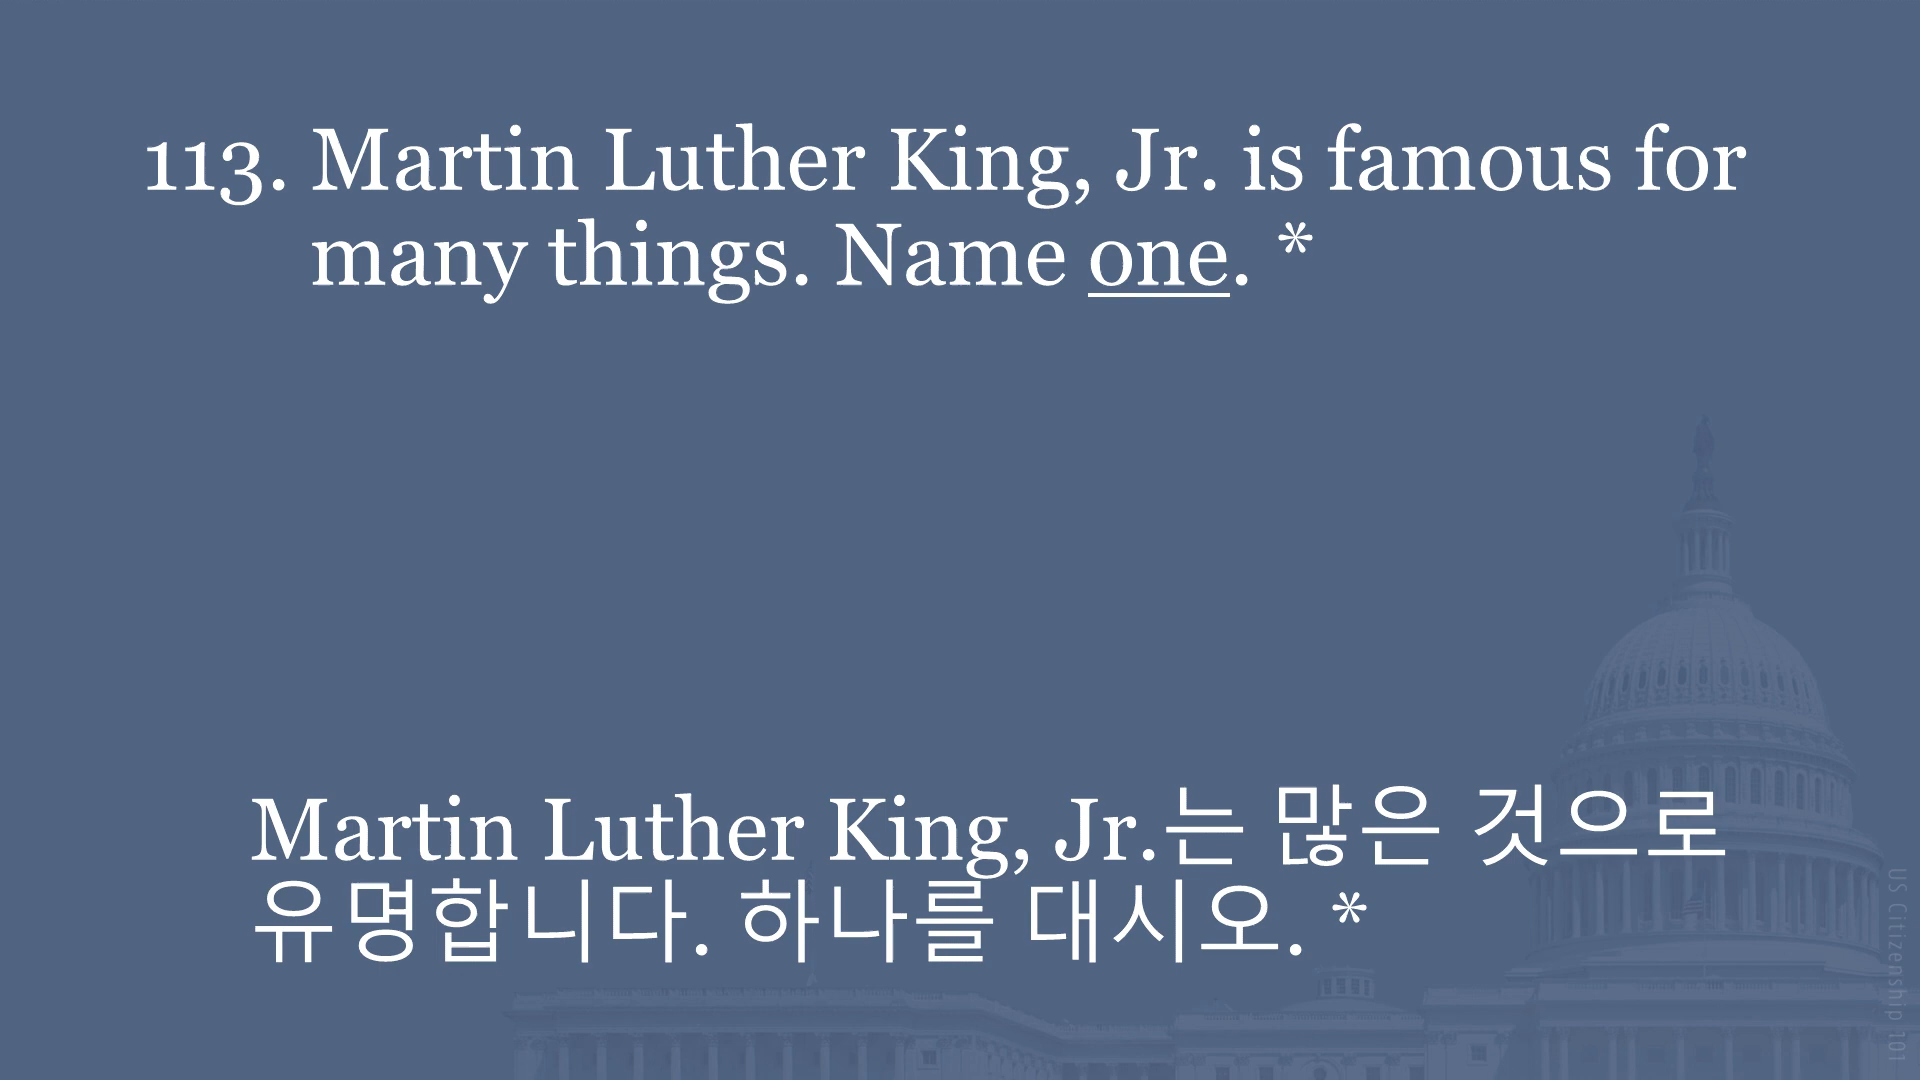 113. Martin Luther King, Jr. is famous for
many things. Name one. *
Martin Luther King, Jr.는 많은 것으로
유명합니다. 하나를 대시오. *
US Citizenship 101